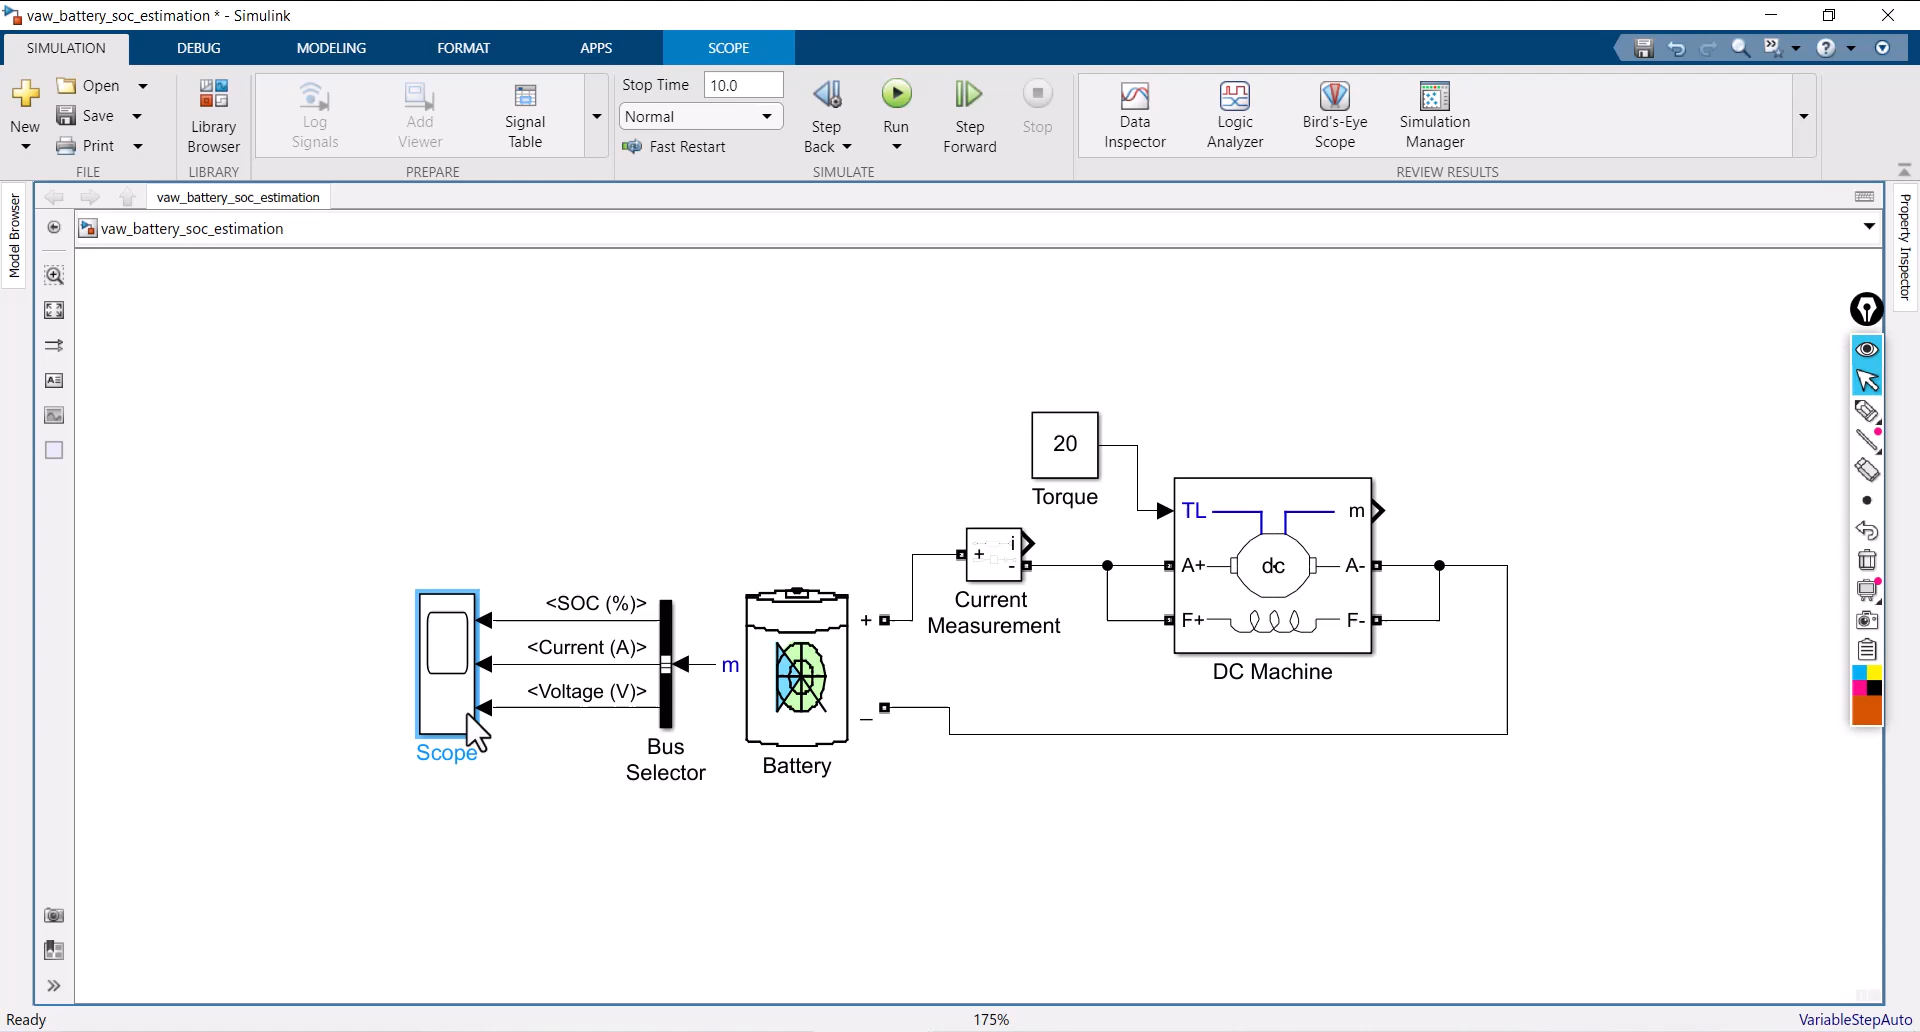 vaw_battery_soc_estimation * - Simulink
SIMULATION DEBUG MODELING FORMAT APPS SCOPE
New
Open
Save
Print
FILE
Library
Browser
LIBRARY
Log
Signals
Add
Viewer
Signal
Table
PREPARE
Stop Time 10.0
Normal
Fast Restart
Step
Back
Run
Step
Forward
Stop
SIMULATE
Data
Inspector
Logic
Analyzer
Bird's-Eye
Scope
Simulation
Manager
REVIEW RESULTS
Model Browser
Property Inspector
vaw_battery_soc_estimation
vaw_battery_soc_estimation
20
Torque
TL m
A+ dc A-
F+ F-
DC Machine
+ i
-
Current
Measurement
<SOC (%)>
<Current (A)>
<Voltage (V)>
Scope
Bus
Selector
m
+
_
Battery
Ready 175% VariableStepAuto